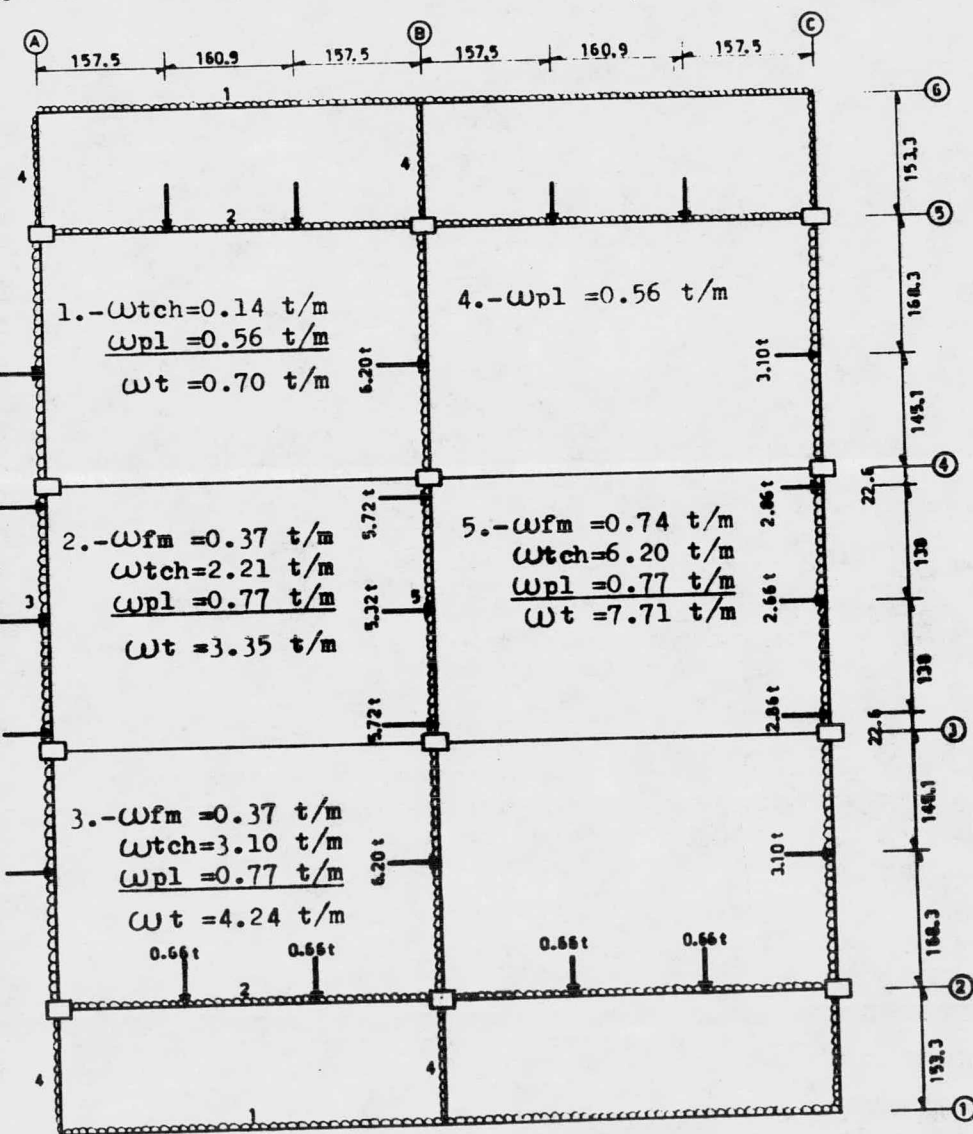 A B C
157.5 160.9 157.5 157.5 160.9 157.5
1
6
4 4
153.3
2
5
1.-ωtch=0.14 t/m
ωpl =0.56 t/m
ωt =0.70 t/m
4.-ωpl =0.56 t/m
6.20t
3.10t
168.3
145.1
4
22.6
5.72t
2.86t
2.-ωfm =0.37 t/m
ωtch=2.21 t/m
ωpl =0.77 t/m
ωt =3.35 t/m
5.-ωfm =0.74 t/m
ωtch=6.20 t/m
ωpl =0.77 t/m
ωt =7.71 t/m
138
3
5.32t
5
2.66t
138
5.72t
2.86t
22.6
3
3.-ωfm =0.37 t/m
ωtch=3.10 t/m
ωpl =0.77 t/m
ωt =4.24 t/m
6.20t
3.10t
168.3
0.66t 0.66t 0.66t 0.66t
2
2
4 4
153.3
1
1